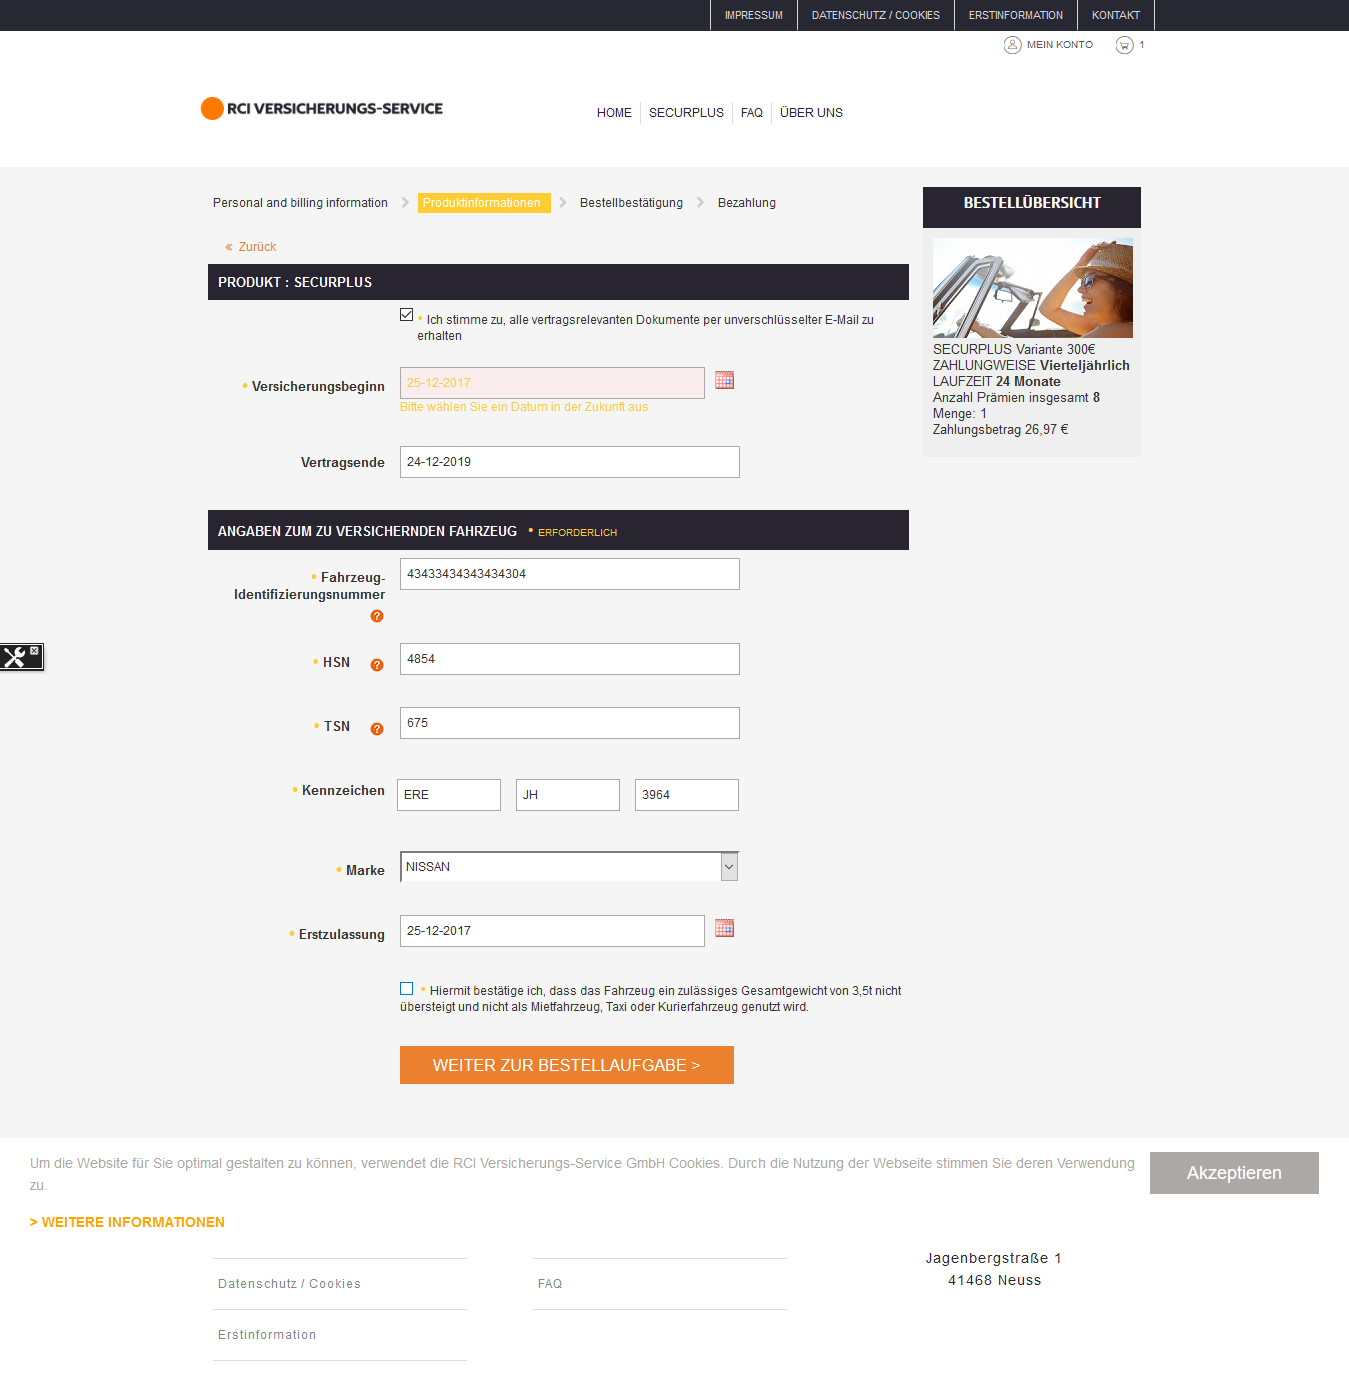 IMPRESSUM
DATENSCHUTZ / COOKIES
ERSTINFORMATION
KONTAKT
MEIN KONTO
1
RCI VERSICHERUNGS-SERVICE
HOME
SECURPLUS
FAQ
ÜBER UNS
Personal and billing information
Produktinformationen
Bestellbestätigung
Bezahlung
« Zurück
PRODUKT : SECURPLUS
• Ich stimme zu, alle vertragsrelevanten Dokumente per unverschlüsselter E-Mail zu
erhalten
• Versicherungsbeginn
25-12-2017
Bitte wählen Sie ein Datum in der Zukunft aus
Vertragsende
24-12-2019
ANGABEN ZUM ZU VERSICHERNDEN FAHRZEUG • ERFORDERLICH
• Fahrzeug-
Identifizierungsnummer
?
43433434343434304
• HSN ?
4854
• TSN ?
675
• Kennzeichen
ERE
JH
3964
• Marke
NISSAN
• Erstzulassung
25-12-2017
• Hiermit bestätige ich, dass das Fahrzeug ein zulässiges Gesamtgewicht von 3,5t nicht
übersteigt und nicht als Mietfahrzeug, Taxi oder Kurierfahrzeug genutzt wird.
WEITER ZUR BESTELLAUFGABE >
BESTELLÜBERSICHT
SECURPLUS Variante 300€
ZAHLUNGWEISE Vierteljährlich
LAUFZEIT 24 Monate
Anzahl Prämien insgesamt 8
Menge: 1
Zahlungsbetrag 26,97 €
Um die Website für Sie optimal gestalten zu können, verwendet die RCI Versicherungs-Service GmbH Cookies. Durch die Nutzung der Webseite stimmen Sie deren Verwendung
zu.
Akzeptieren
> WEITERE INFORMATIONEN
Datenschutz / Cookies
Erstinformation
FAQ
Jagenbergstraße 1
41468 Neuss